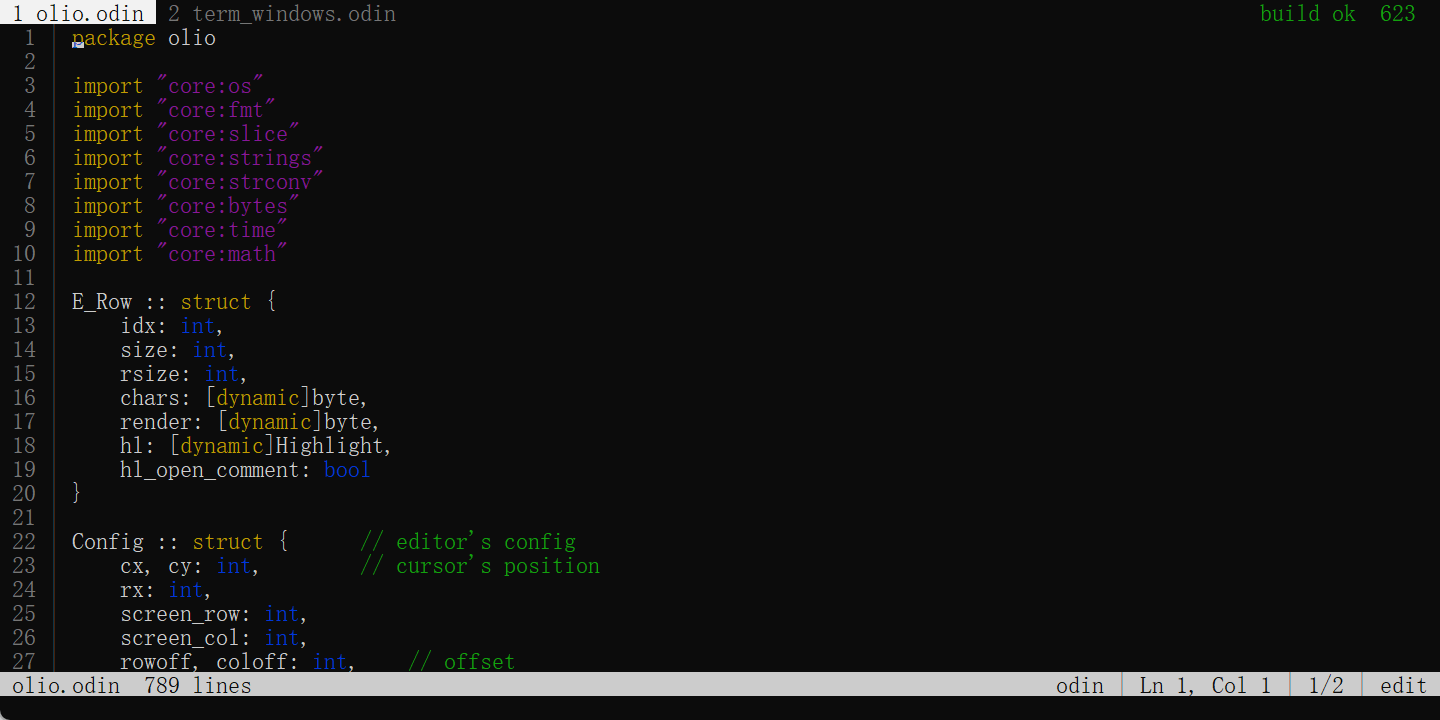 1 olio.odin 2 term_windows.odin build ok 623
1 package olio
2
3 import "core:os"
4 import "core:fmt"
5 import "core:slice"
6 import "core:strings"
7 import "core:strconv"
8 import "core:bytes"
9 import "core:time"
10 import "core:math"
11
12 E_Row :: struct {
13     idx: int,
14     size: int,
15     rsize: int,
16     chars: [dynamic]byte,
17     render: [dynamic]byte,
18     hl: [dynamic]Highlight,
19     hl_open_comment: bool
20 }
21
22 Config :: struct {      // editor's config
23     cx, cy: int,        // cursor's position
24     rx: int,
25     screen_row: int,
26     screen_col: int,
27     rowoff, coloff: int,    // offset
olio.odin  789 lines odin | Ln 1, Col 1 | 1/2 | edit